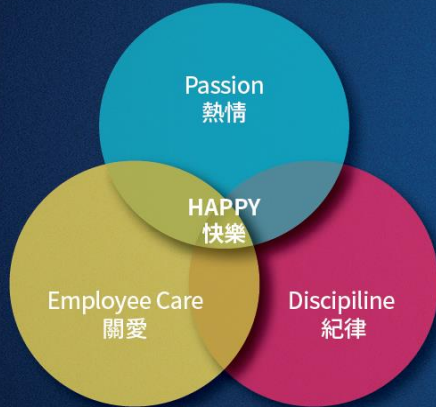 Passion
熱情
HAPPY
快樂
Employee Care
關愛
Discipiline
紀律